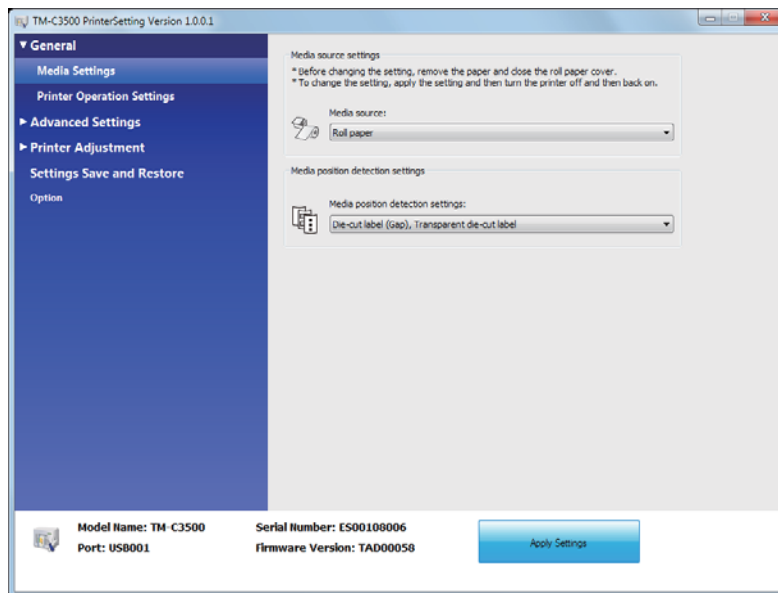 TM-C3500 PrinterSetting Version 1.0.0.1
▼ General
Media Settings
Printer Operation Settings
► Advanced Settings
► Printer Adjustment
Settings Save and Restore
Option
Media source settings
* Before changing the setting, remove the paper and close the roll paper cover.
* To change the setting, apply the setting and then turn the printer off and then back on.
Media source:
Roll paper
Media position detection settings
Media position detection settings:
Die-cut label (Gap), Transparent die-cut label
Model Name: TM-C3500
Serial Number: ES00108006
Port: USB001
Firmware Version: TAD00058
Apply Settings